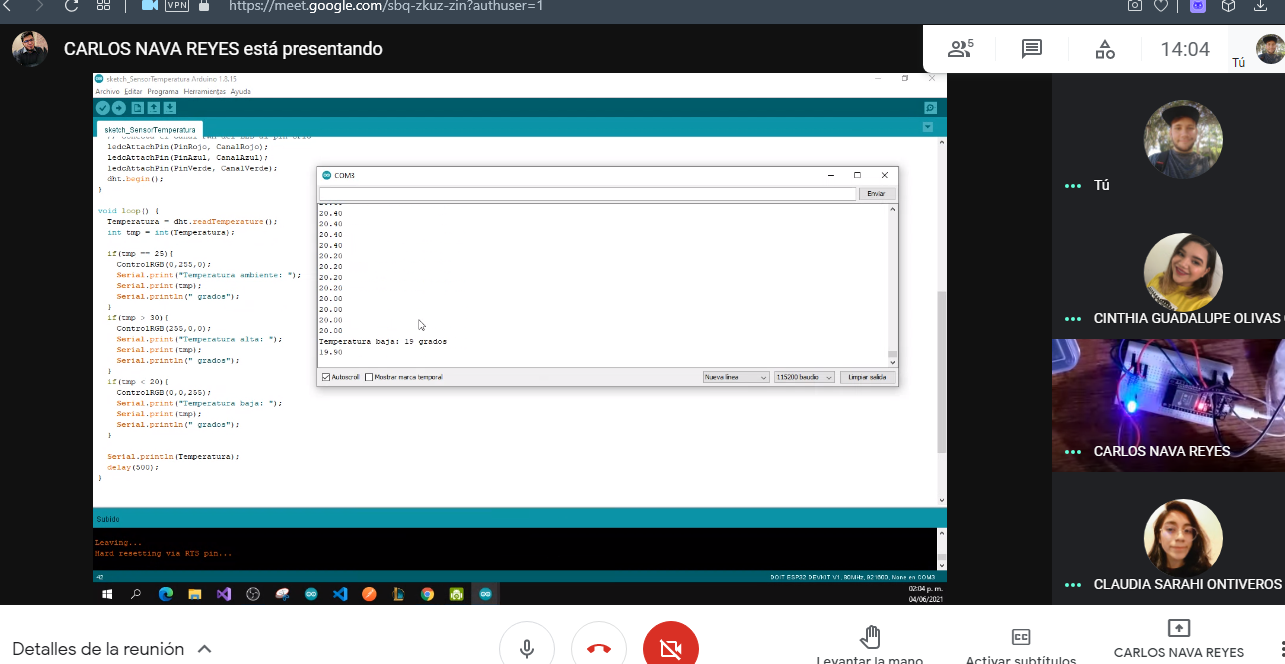 VPN
https://meet.google.com/sbq-zkuz-zin?authuser=1
CARLOS NAVA REYES está presentando
5
14:04
Tú
sketch_SensorTemperatura Arduino 1.8.15
Archivo Editar Programa Herramientas Ayuda
sketch_SensorTemperatura
ledcAttachPin(PinRojo, CanalRojo);
ledcAttachPin(PinAzul, CanalAzul);
ledcAttachPin(PinVerde, CanalVerde);
dht.begin();
}
void loop() {
Temperatura = dht.readTemperature();
int tmp = int(Temperatura);
if(tmp == 25){
ControlRGB(0,255,0);
Serial.print("Temperatura ambiente: ");
Serial.print(tmp);
Serial.println(" grados");
}
if(tmp > 30){
ControlRGB(255,0,0);
Serial.print("Temperatura alta: ");
Serial.print(tmp);
Serial.println(" grados");
}
if(tmp < 20){
ControlRGB(0,0,255);
Serial.print("Temperatura baja: ");
Serial.print(tmp);
Serial.println(" grados");
}
Serial.println(Temperatura);
delay(500);
}
COM3
Enviar
20.40
20.40
20.40
20.40
20.20
20.20
20.20
20.20
20.00
20.00
20.00
20.00
Temperatura baja: 19 grados
19.90
Autoscroll
Mostrar marca temporal
Nueva línea
115200 baudio
Limpiar salida
Subido
Leaving...
Hard resetting via RTS pin...
42
DOIT ESP32 DEVKIT V1, 80MHz, 921600, None en COM3
02:04 p. m.
04/06/2021
Tú
CINTHIA GUADALUPE OLIVAS
CARLOS NAVA REYES
CLAUDIA SARAHI ONTIVEROS
Detalles de la reunión
Levantar la mano
Activar subtítulos
CARLOS NAVA REYES